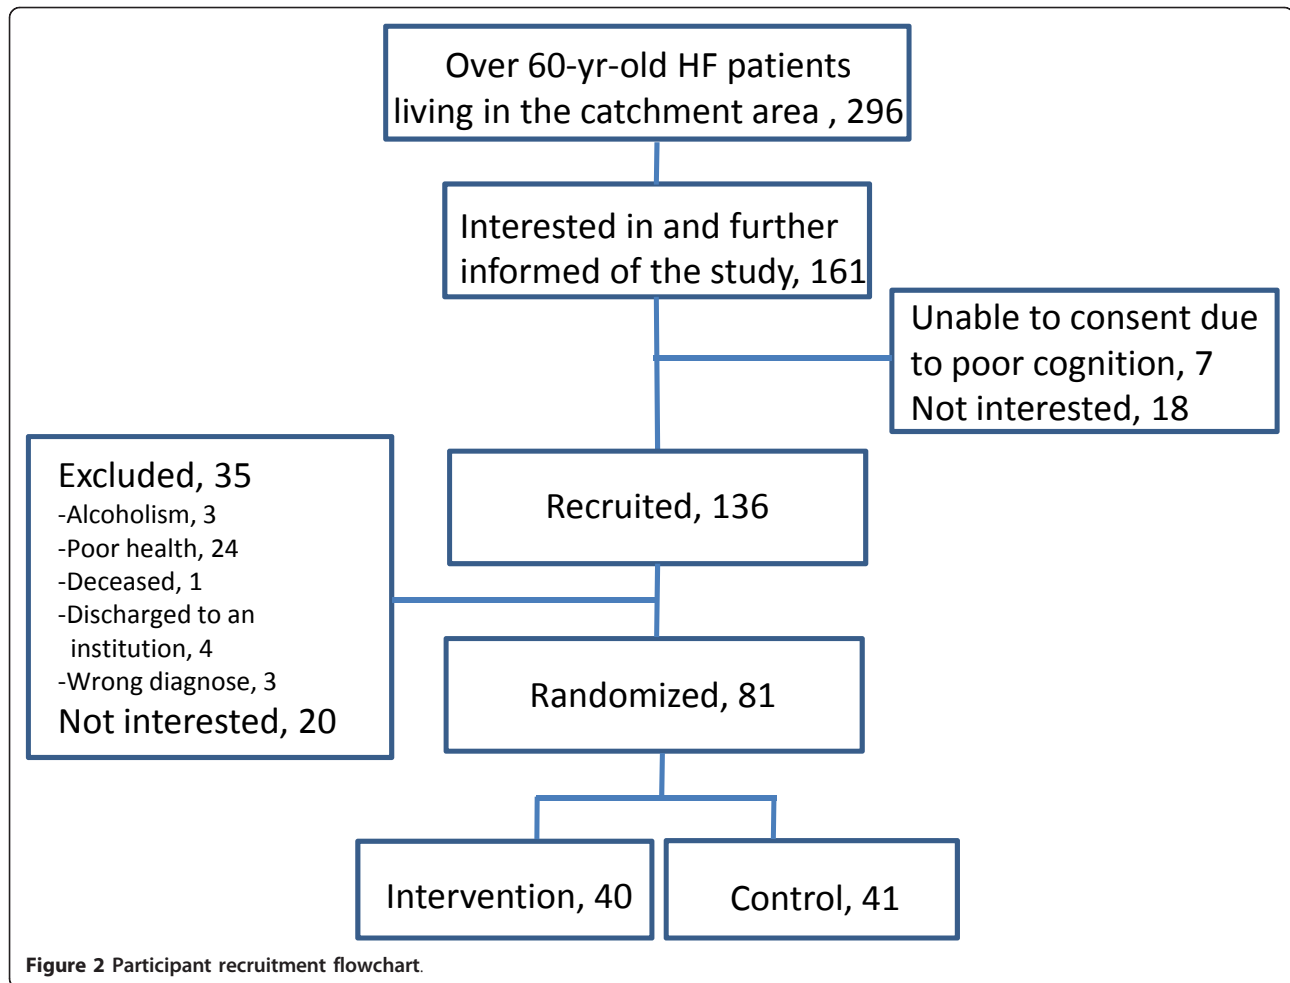 Over 60-yr-old HF patients
living in the catchment area , 296
Interested in and further
informed of the study, 161
Unable to consent due
to poor cognition, 7
Not interested, 18
Recruited, 136
Excluded, 35
-Alcoholism, 3
-Poor health, 24
-Deceased, 1
-Discharged to an
institution, 4
-Wrong diagnose, 3
Not interested, 20
Randomized, 81
Intervention, 40
Control, 41
Figure 2 Participant recruitment flowchart.